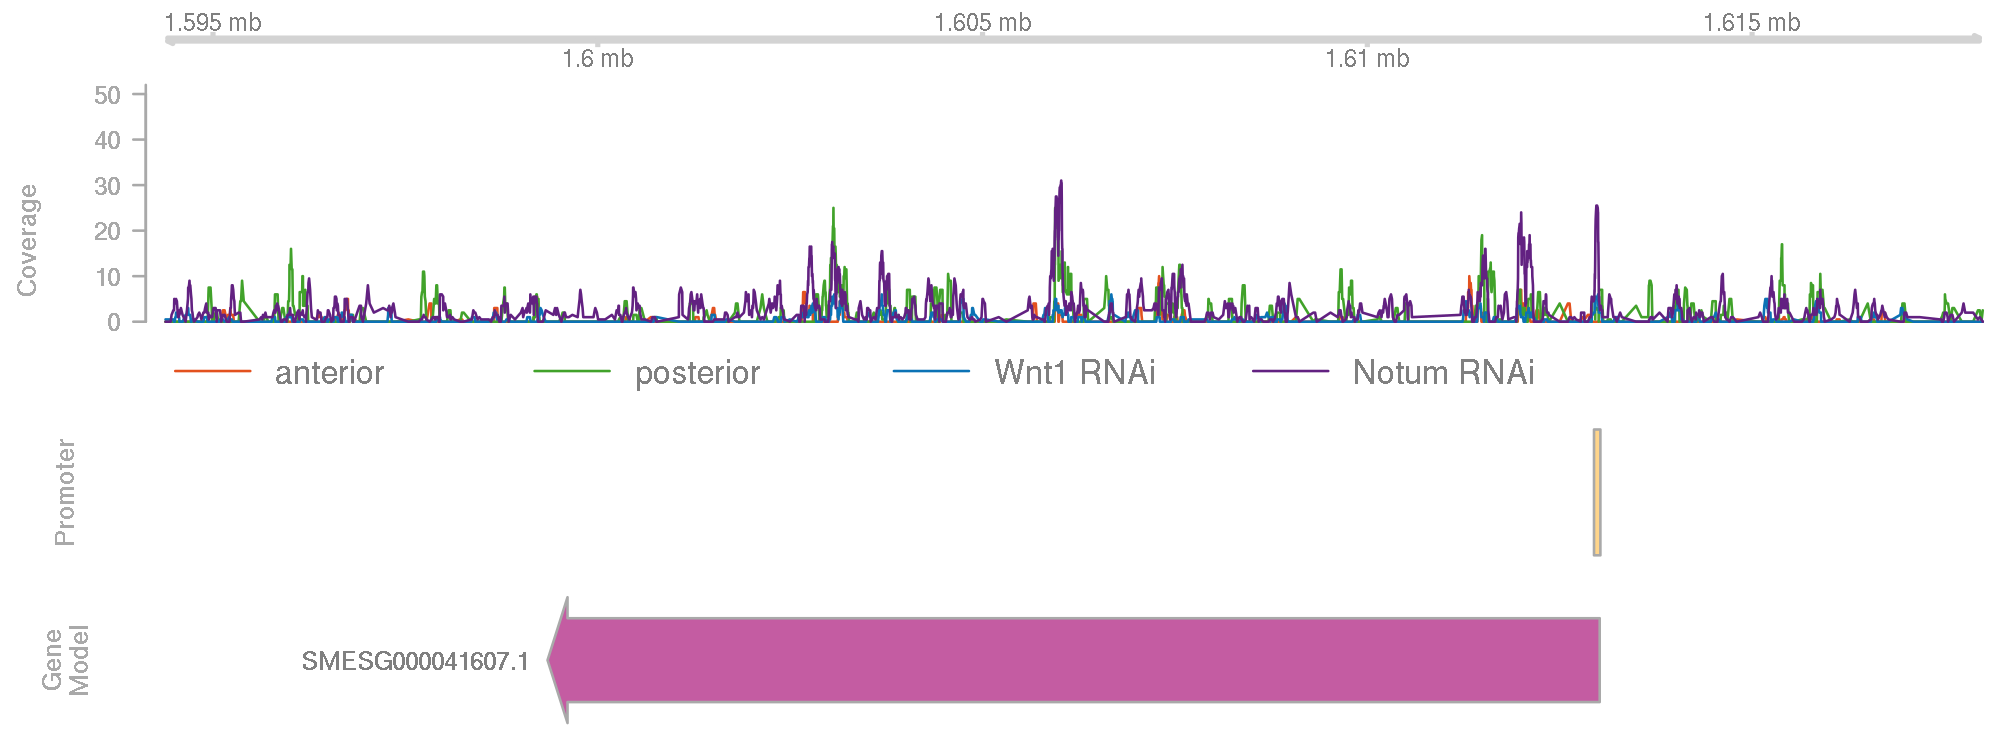 1.595 mb
1.605 mb
1.615 mb
1.6 mb
1.61 mb
50
40
30
20
10
0
Coverage
anterior
posterior
Wnt1 RNAi
Notum RNAi
Promoter
Gene
Model
SMESG000041607.1